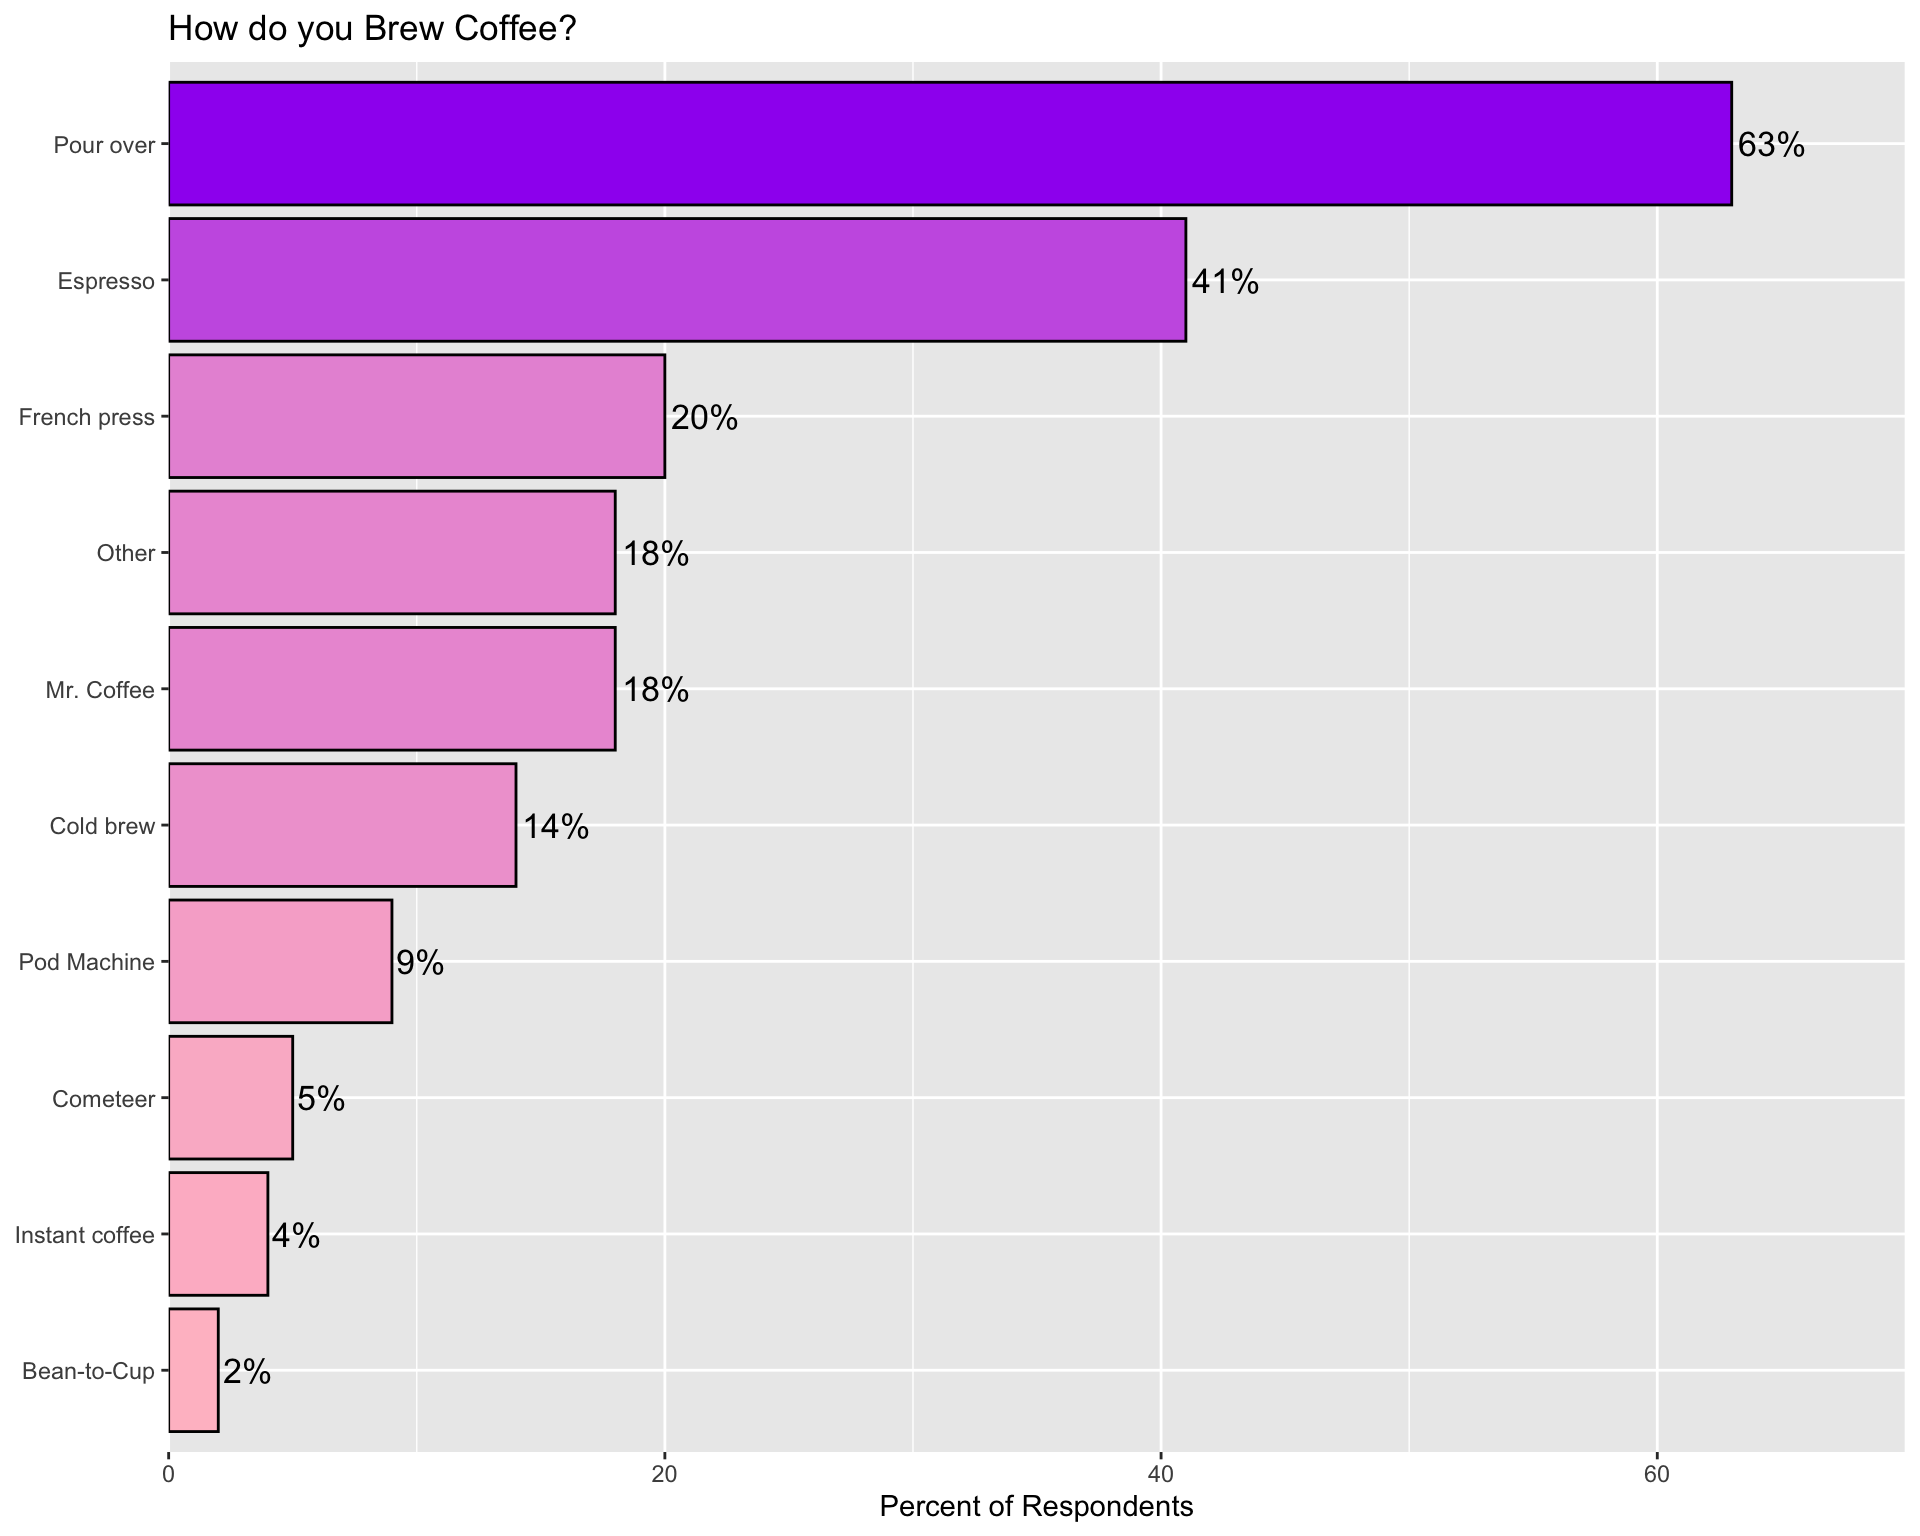 How do you Brew Coffee?
Pour over 63%
Espresso 41%
French press 20%
Other 18%
Mr. Coffee 18%
Cold brew 14%
Pod Machine 9%
Cometeer 5%
Instant coffee 4%
Bean-to-Cup 2%
0 20 40 60
Percent of Respondents